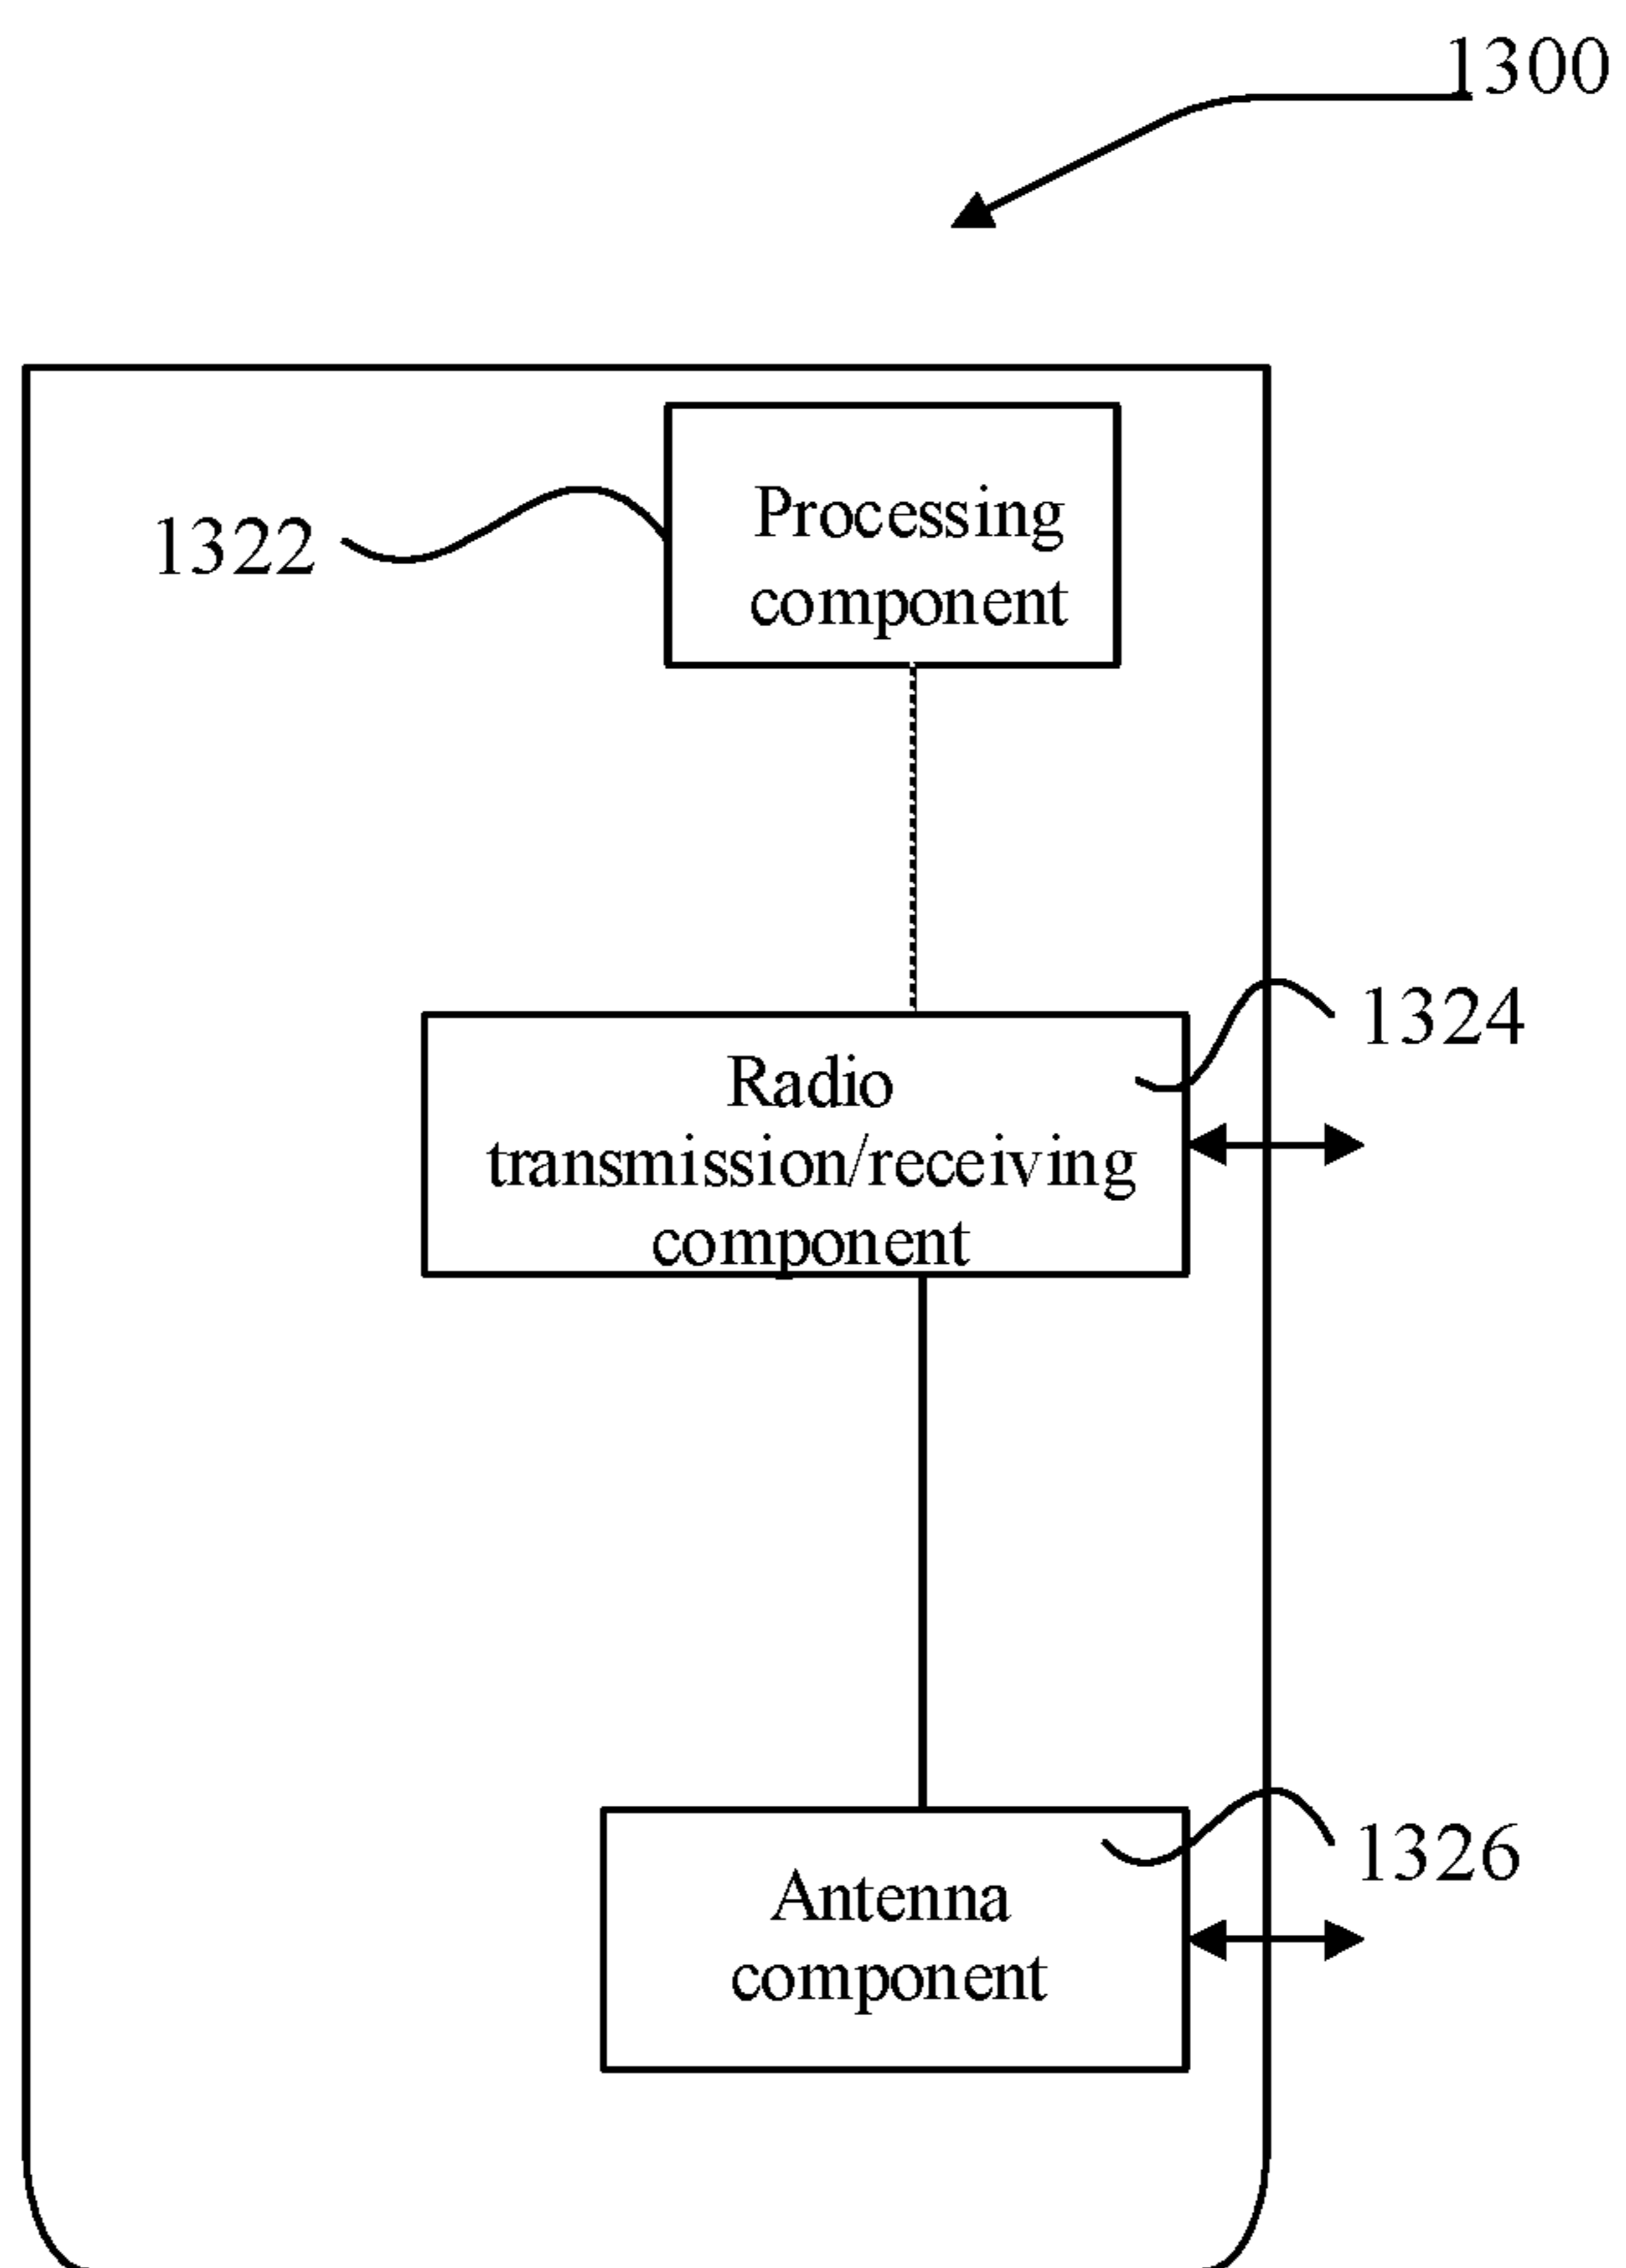 1300
Processing
component
1322
1324
Radio
transmission/receiving
component
1326
Antenna
component